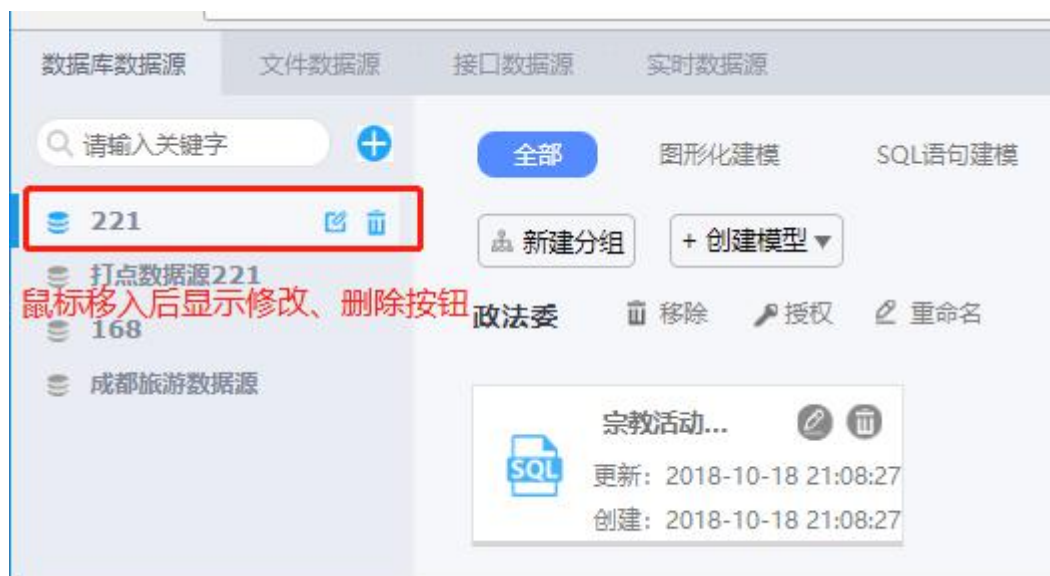 数据库数据源 文件数据源 接口数据源 实时数据源
请输入关键字
全部 图形化建模 SQL语句建模
221
新建分组 + 创建模型▼
打点数据源221
鼠标移入后显示修改、删除按钮
168
政法委 移除 授权 重命名
成都旅游数据源
宗教活动...
SQL
更新：2018-10-18 21:08:27
创建：2018-10-18 21:08:27